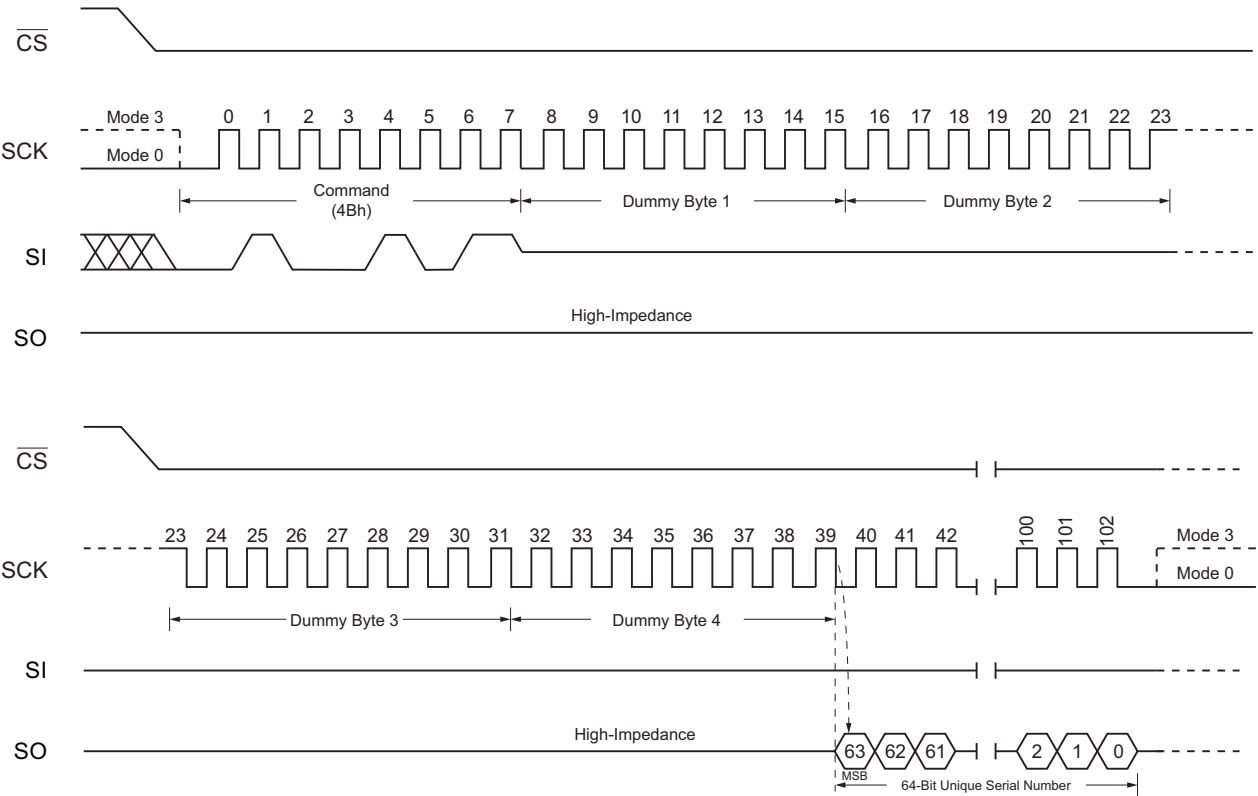 CS
Mode 3
0 1 2 3 4 5 6 7 8 9 10 11 12 13 14 15 16 17 18 19 20 21 22 23
SCK
Mode 0
Command
(4Bh)
Dummy Byte 1
Dummy Byte 2
SI
High-Impedance
SO
CS
23 24 25 26 27 28 29 30 31 32 33 34 35 36 37 38 39 40 41 42 100 101 102
Mode 3
SCK
Mode 0
Dummy Byte 3
Dummy Byte 4
SI
High-Impedance
SO
63 62 61 2 1 0
MSB
64-Bit Unique Serial Number